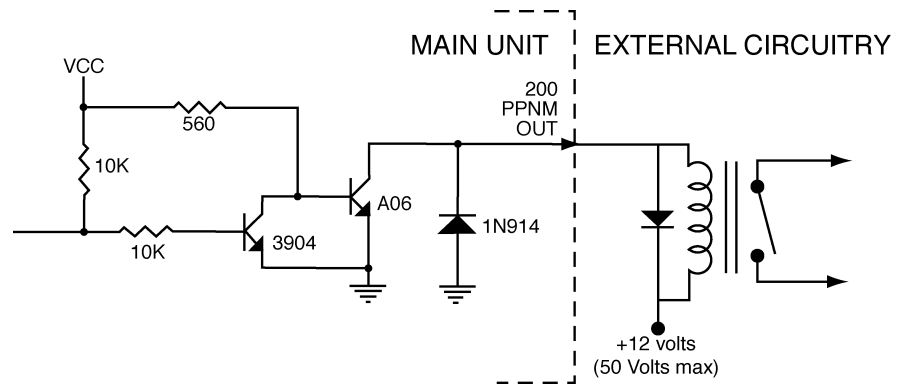 MAIN UNIT
EXTERNAL CIRCUITRY
VCC
200
PPNM
OUT
560
10K
A06
1N914
3904
10K
+12 volts
(50 Volts max)